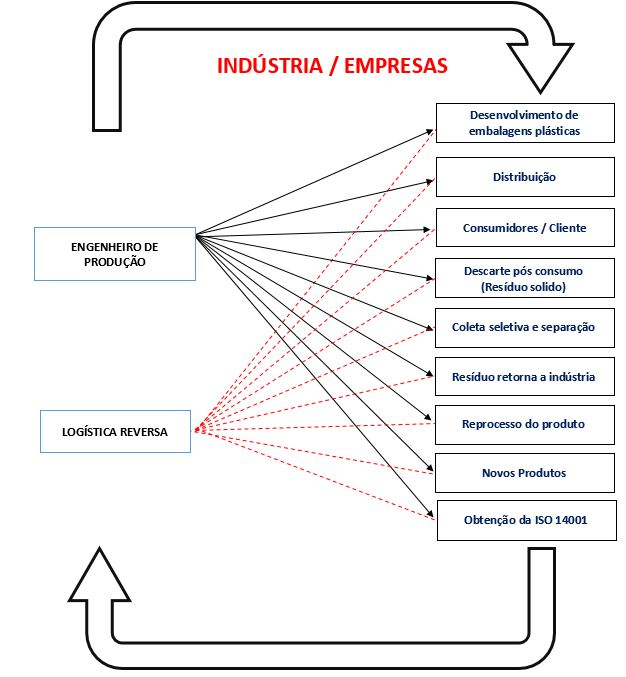 INDÚSTRIA / EMPRESAS
Desenvolvimento de
embalagens plásticas
Distribuição
Consumidores / Cliente
ENGENHEIRO DE
PRODUÇÃO
Descarte pós consumo
(Resíduo solido)
Coleta seletiva e separação
Resíduo retorna a indústria
LOGÍSTICA REVERSA
Reprocesso do produto
Novos Produtos
Obtenção da ISO 14001